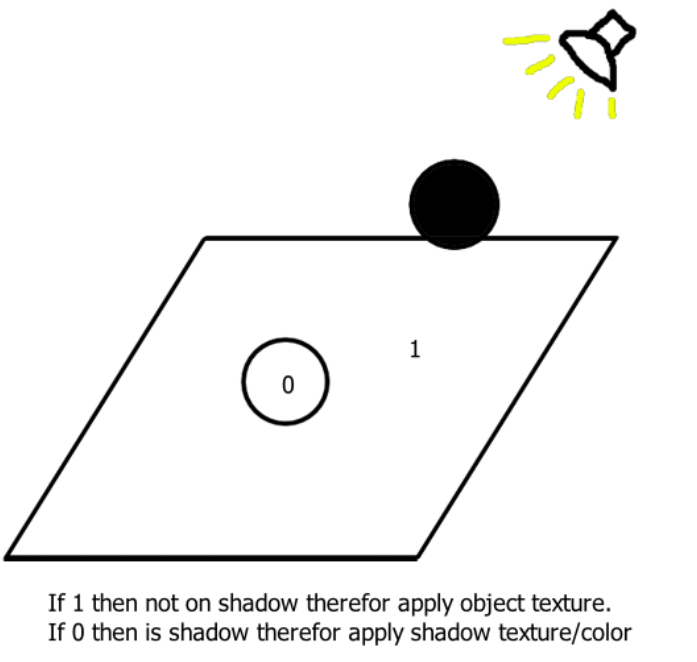 1
0
If 1 then not on shadow therefor apply object texture.
If 0 then is shadow therefor apply shadow texture/color